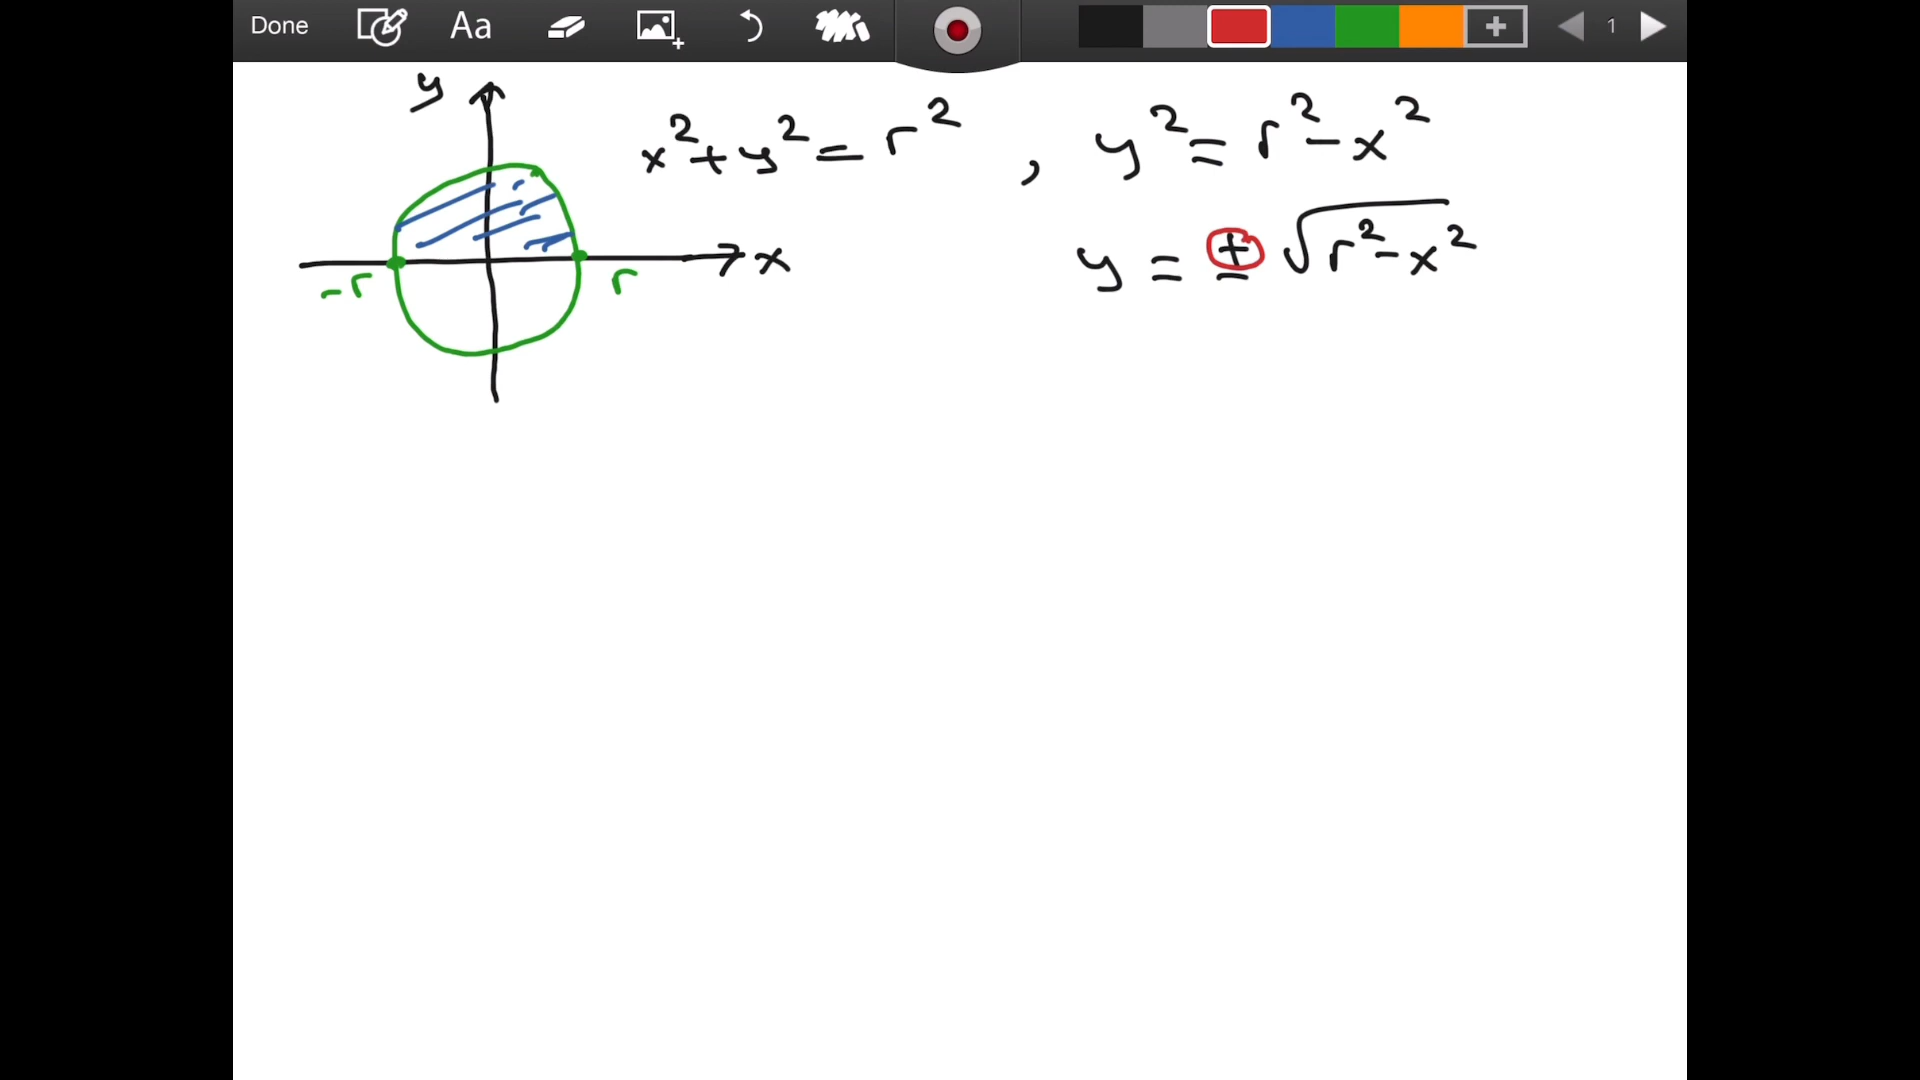 Done Aa 1
y
x² + y² = r² , y² = r² - x²
y = ± √(r² - x²)
x
-r r